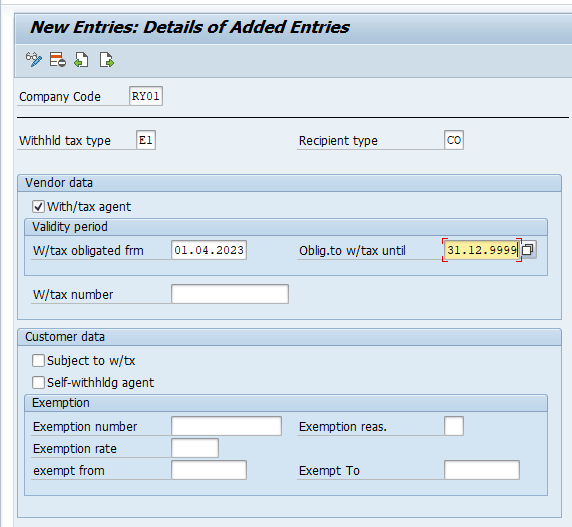 New Entries: Details of Added Entries
Company Code RY01
Withhld tax type E1 Recipient type CO
Vendor data
With/tax agent
Validity period
W/tax obligated frm 01.04.2023 Oblig.to w/tax until 31.12.9999
W/tax number
Customer data
Subject to w/tx
Self-withhldg agent
Exemption
Exemption number Exemption reas.
Exemption rate
exempt from Exempt To